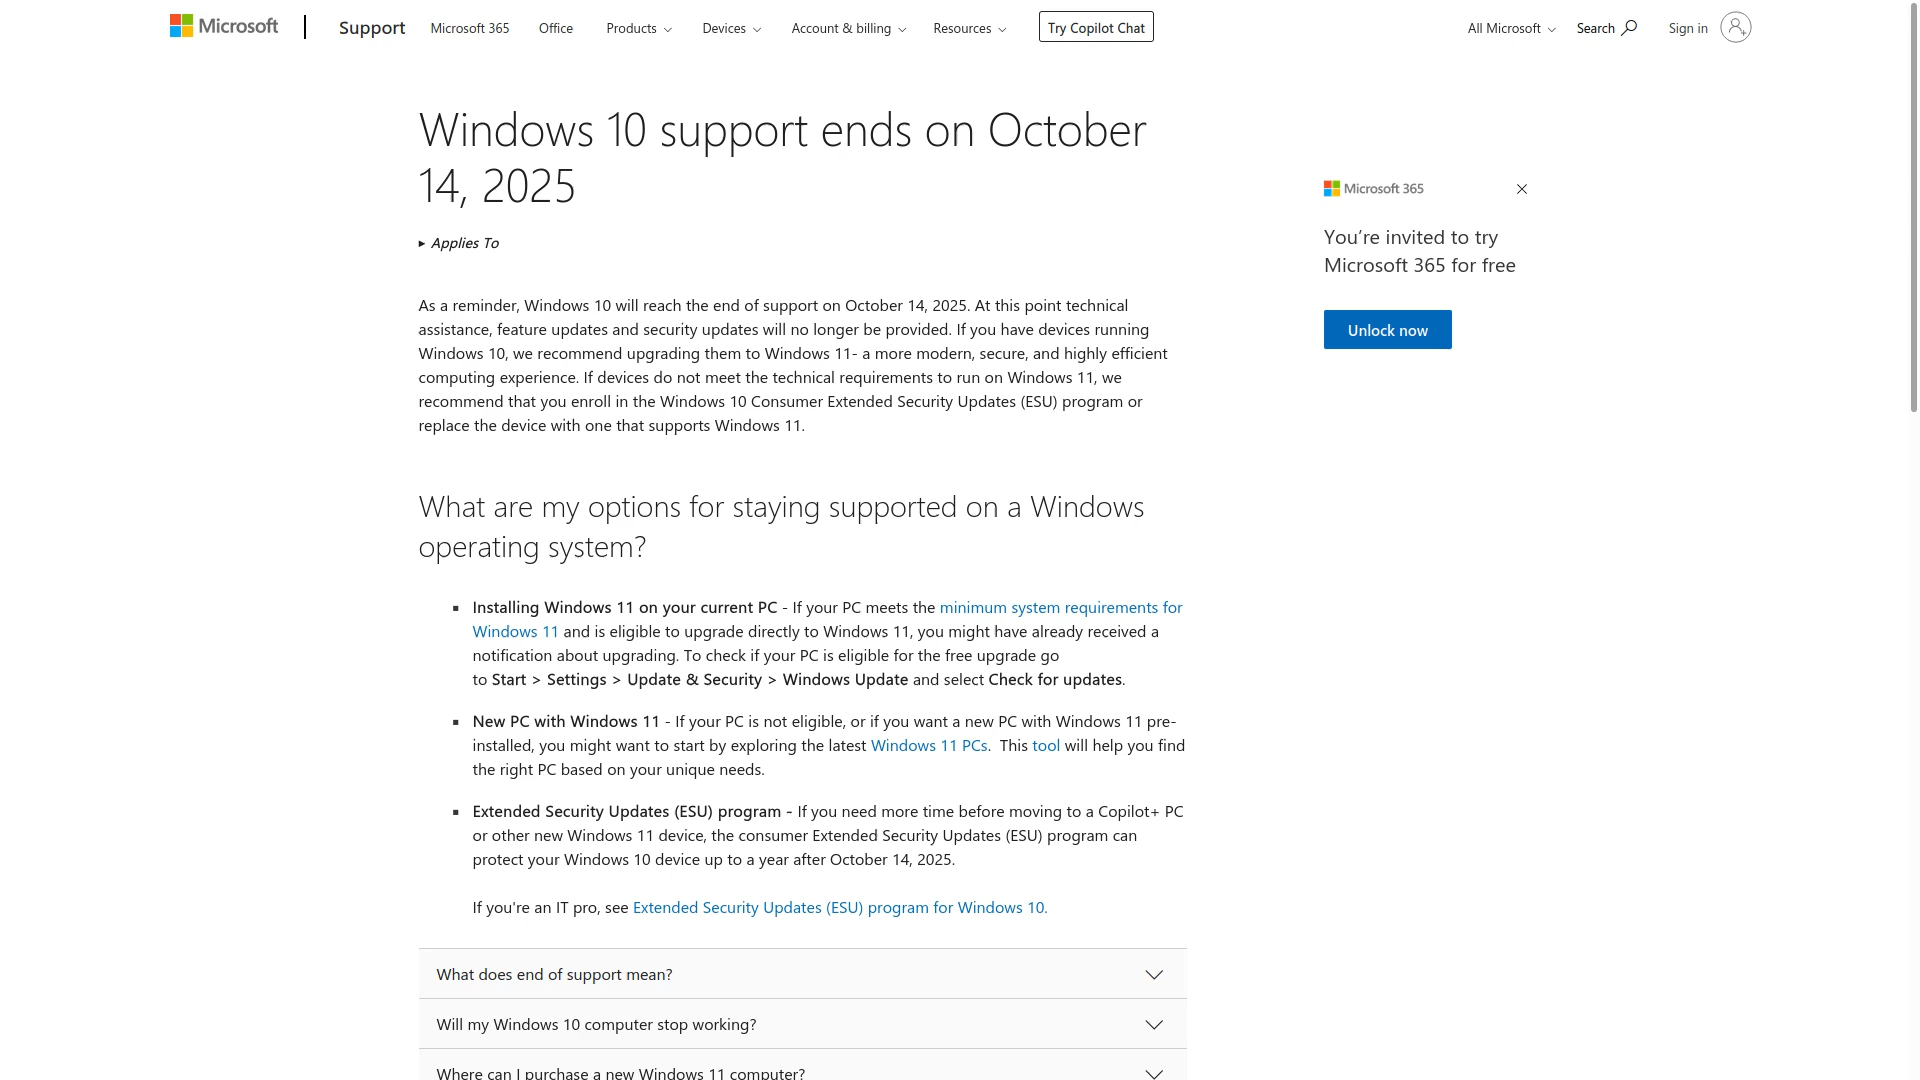 Microsoft
Support
Microsoft 365
Office
Products
Devices
Account & billing
Resources
Try Copilot Chat
All Microsoft
Search
Sign in
Windows 10 support ends on October
14, 2025
Applies To
As a reminder, Windows 10 will reach the end of support on October 14, 2025. At this point technical
assistance, feature updates and security updates will no longer be provided. If you have devices running
Windows 10, we recommend upgrading them to Windows 11- a more modern, secure, and highly efficient
computing experience. If devices do not meet the technical requirements to run on Windows 11, we
recommend that you enroll in the Windows 10 Consumer Extended Security Updates (ESU) program or
replace the device with one that supports Windows 11.
Microsoft 365
You’re invited to try
Microsoft 365 for free
Unlock now
What are my options for staying supported on a Windows
operating system?
Installing Windows 11 on your current PC - If your PC meets the minimum system requirements for
Windows 11 and is eligible to upgrade directly to Windows 11, you might have already received a
notification about upgrading. To check if your PC is eligible for the free upgrade go
to Start > Settings > Update & Security > Windows Update and select Check for updates.
New PC with Windows 11 - If your PC is not eligible, or if you want a new PC with Windows 11 pre-
installed, you might want to start by exploring the latest Windows 11 PCs.  This tool will help you find
the right PC based on your unique needs.
Extended Security Updates (ESU) program - If you need more time before moving to a Copilot+ PC
or other new Windows 11 device, the consumer Extended Security Updates (ESU) program can
protect your Windows 10 device up to a year after October 14, 2025.
If you're an IT pro, see Extended Security Updates (ESU) program for Windows 10.
What does end of support mean?
Will my Windows 10 computer stop working?
Where can I purchase a new Windows 11 computer?